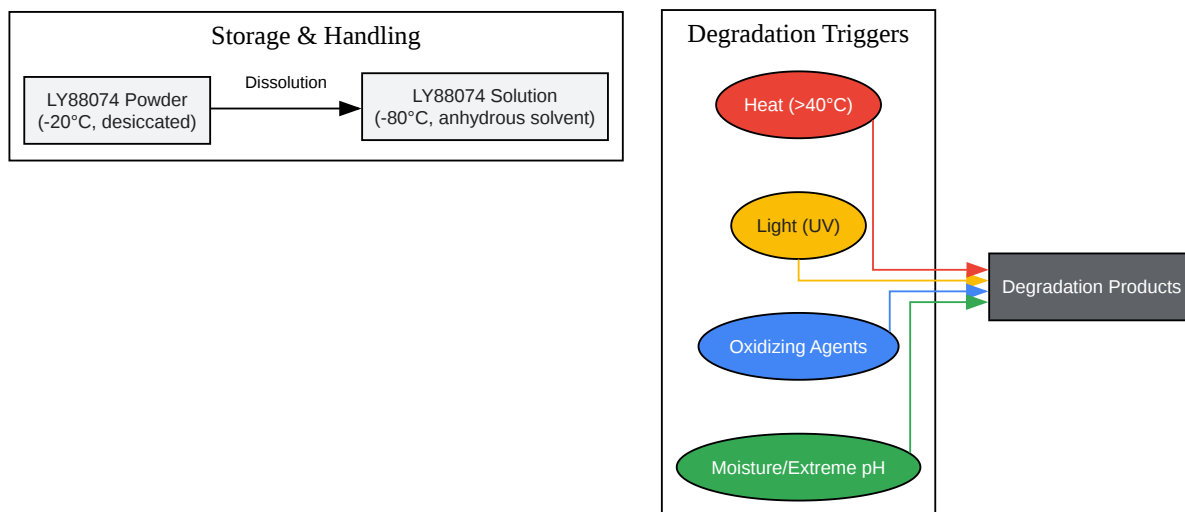 Storage & Handling
LY88074 Powder
(-20°C, desiccated)
Dissolution
LY88074 Solution
(-80°C, anhydrous solvent)
Degradation Triggers
Heat (>40°C)
Light (UV)
Oxidizing Agents
Moisture/Extreme pH
Degradation Products